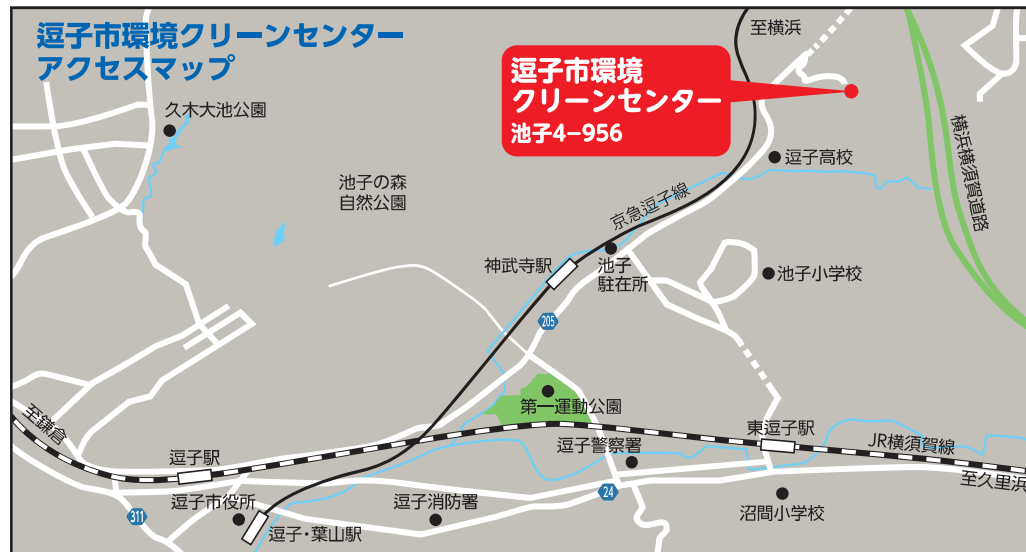 逗子市環境クリーンセンター
アクセスマップ
至横浜
逗子市環境
クリーンセンター
池子4-956
久木大池公園
横浜横須賀道路
逗子高校
池子の森
自然公園
京急逗子線
神武寺駅
池子
駐在所
池子小学校
205
第一運動公園
至鎌倉
東逗子駅
逗子警察署
JR横須賀線
逗子駅
至久里浜
24
逗子市役所
逗子消防署
沼間小学校
311
逗子・葉山駅